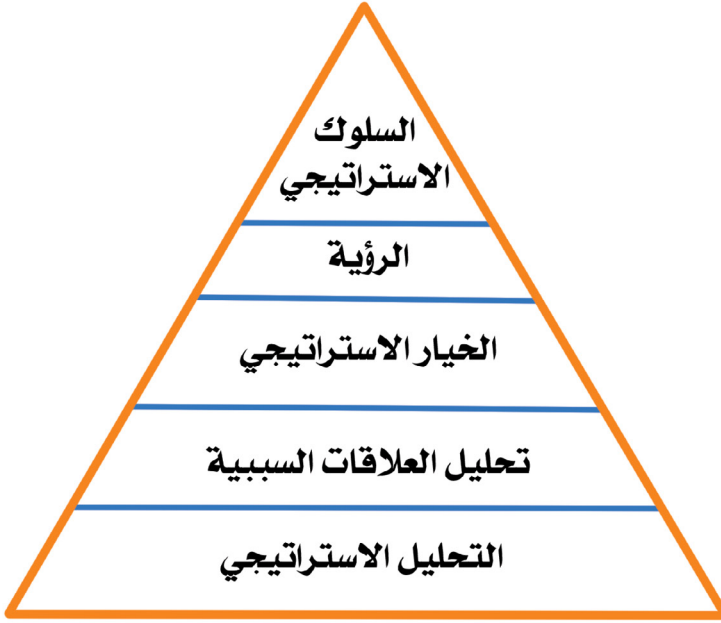 السلوك
الاستراتيجي
الرؤية
الخيار الاستراتيجي
تحليل العلاقات السببية
التحليل الاستراتيجي